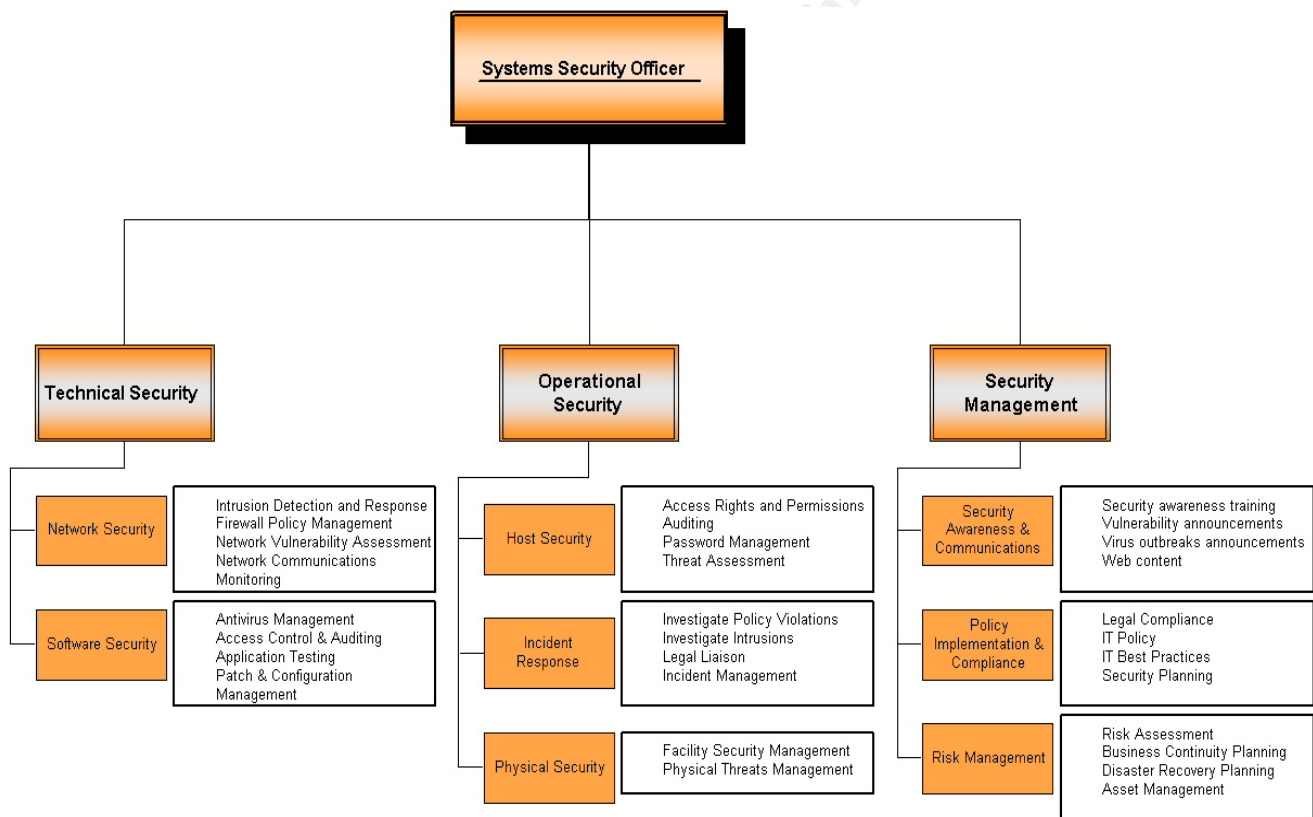 Systems Security Officer
Technical Security
Operational
Security
Security
Management
Network Security
Intrusion Detection and Response
Firewall Policy Management
Network Vulnerability Assessment
Network Communications
Monitoring
Software Security
Antivirus Management
Access Control & Auditing
Application Testing
Patch & Configuration
Management
Host Security
Access Rights and Permissions
Auditing
Password Management
Threat Assessment
Incident
Response
Investigate Policy Violations
Investigate Intrusions
Legal Liaison
Incident Management
Physical Security
Facility Security Management
Physical Threats Management
Security
Awareness &
Communications
Security awareness training
Vulnerability announcements
Virus outbreaks announcements
Web content
Policy
Implementation &
Compliance
Legal Compliance
IT Policy
IT Best Practices
Security Planning
Risk Management
Risk Assessment
Business Continuity Planning
Disaster Recovery Planning
Asset Management